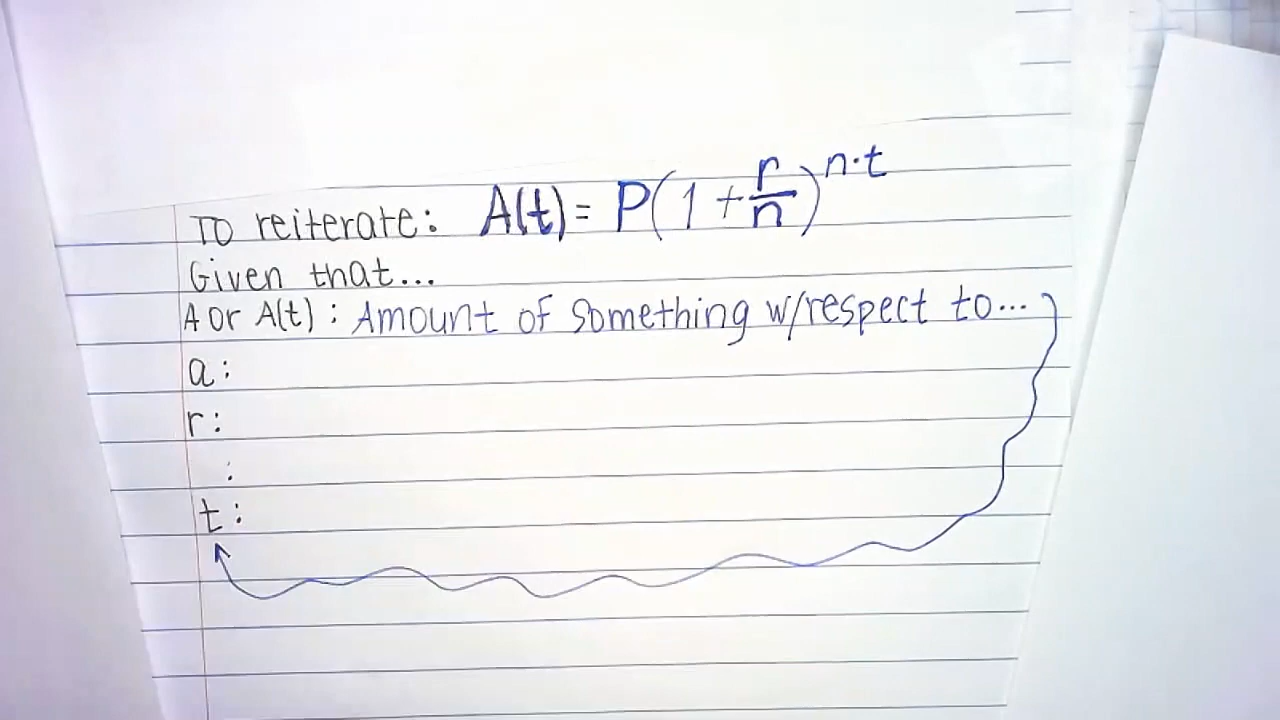 To reiterate: A(t) = P(1 + r/n)^n·t
Given that...
A or A(t) : Amount of something w/respect to...
a :
r :
:
t :